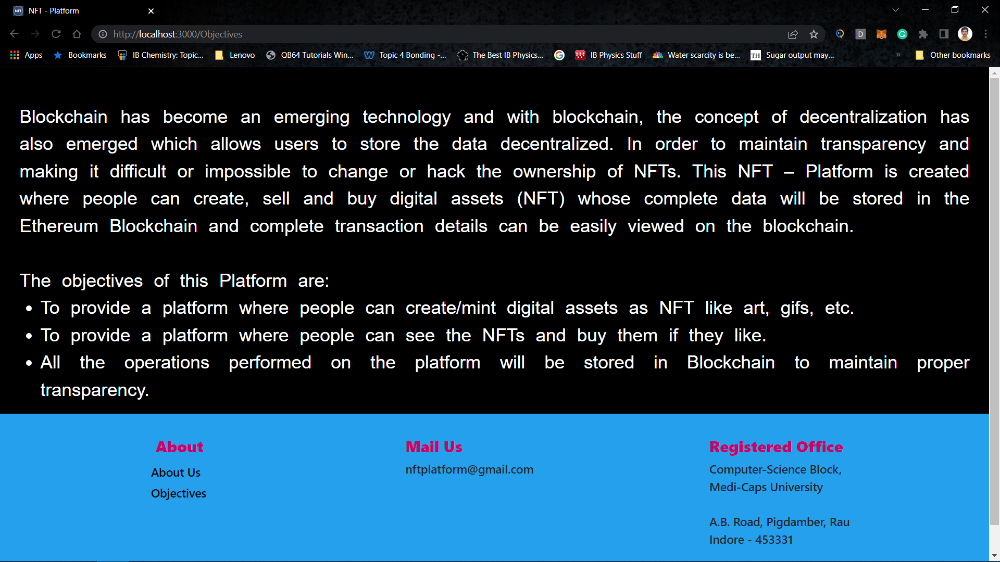 NFT - Platform
http://localhost:3000/Objectives
Apps
Bookmarks
IB Chemistry: Topic...
Lenovo
QB64 Tutorials Win...
Topic 4 Bonding -...
The Best IB Physics...
IB Physics Stuff
Water scarcity is be...
TH
Sugar output may...
»
Other bookmarks
Blockchain has become an emerging technology and with blockchain, the concept of decentralization has
also emerged which allows users to store the data decentralized. In order to maintain transparency and
making it difficult or impossible to change or hack the ownership of NFTs. This NFT – Platform is created
where people can create, sell and buy digital assets (NFT) whose complete data will be stored in the
Ethereum Blockchain and complete transaction details can be easily viewed on the blockchain.
The objectives of this Platform are:
• To provide a platform where people can create/mint digital assets as NFT like art, gifs, etc.
• To provide a platform where people can see the NFTs and buy them if they like.
• All the operations performed on the platform will be stored in Blockchain to maintain proper
transparency.
About
About Us
Objectives
Mail Us
nftplatform@gmail.com
Registered Office
Computer-Science Block,
Medi-Caps University
A.B. Road, Pigdamber, Rau
Indore - 453331